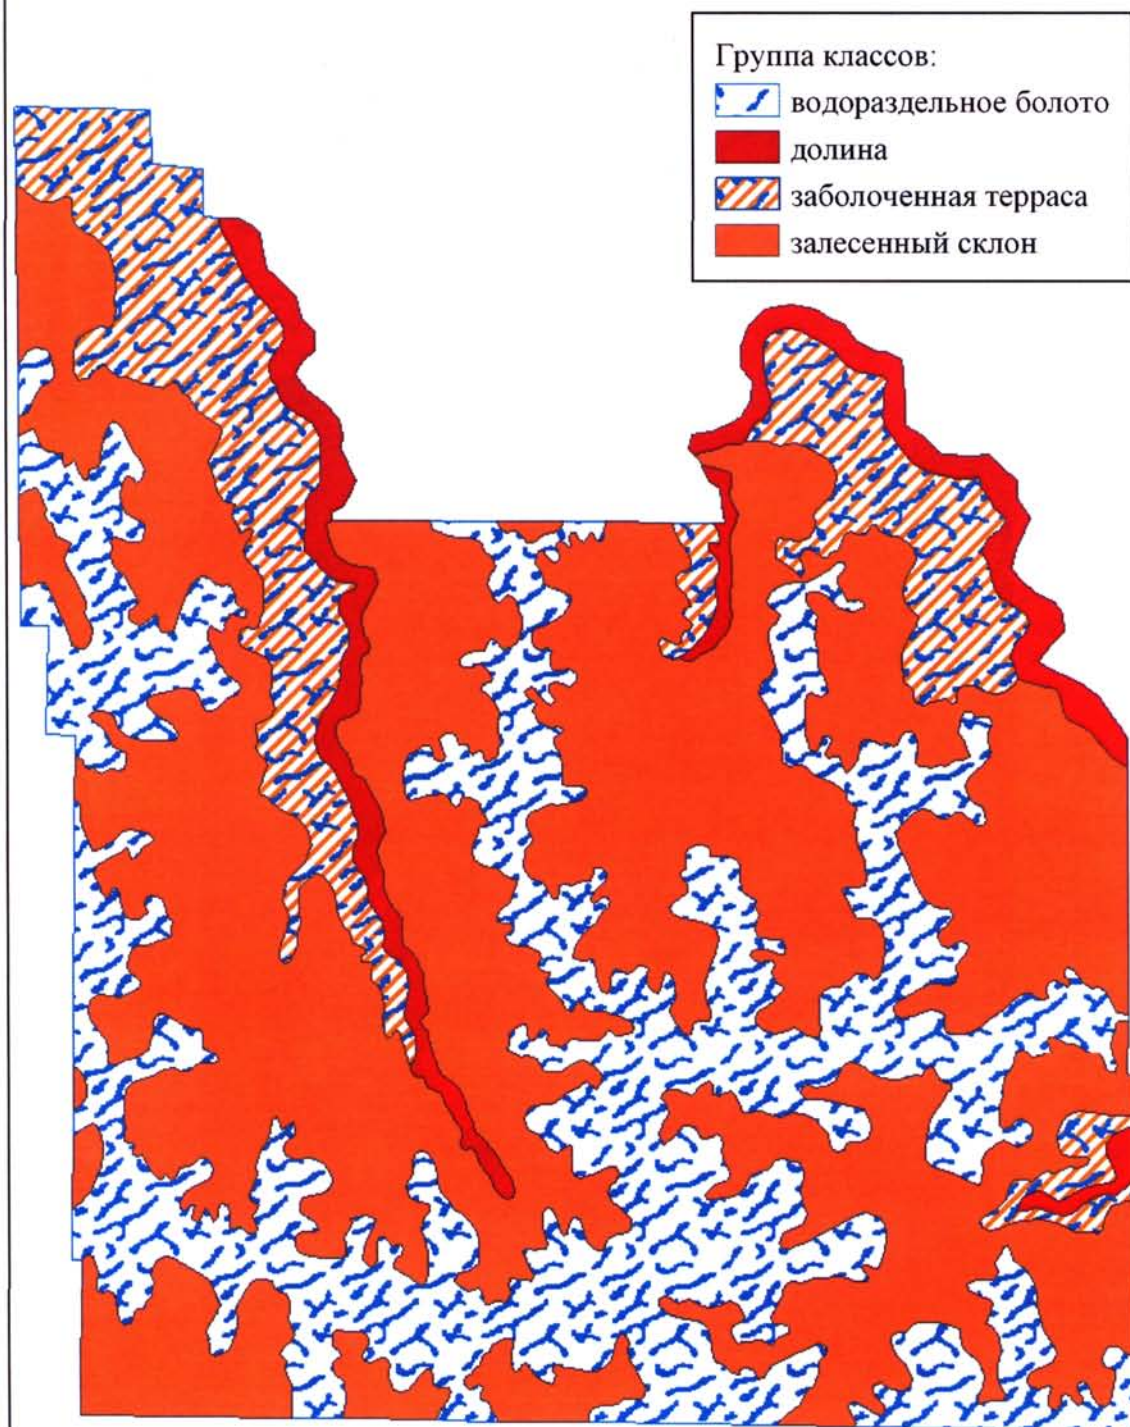 Группа классов:
водораздельное болото
долина
заболоченная терраса
залесенный склон